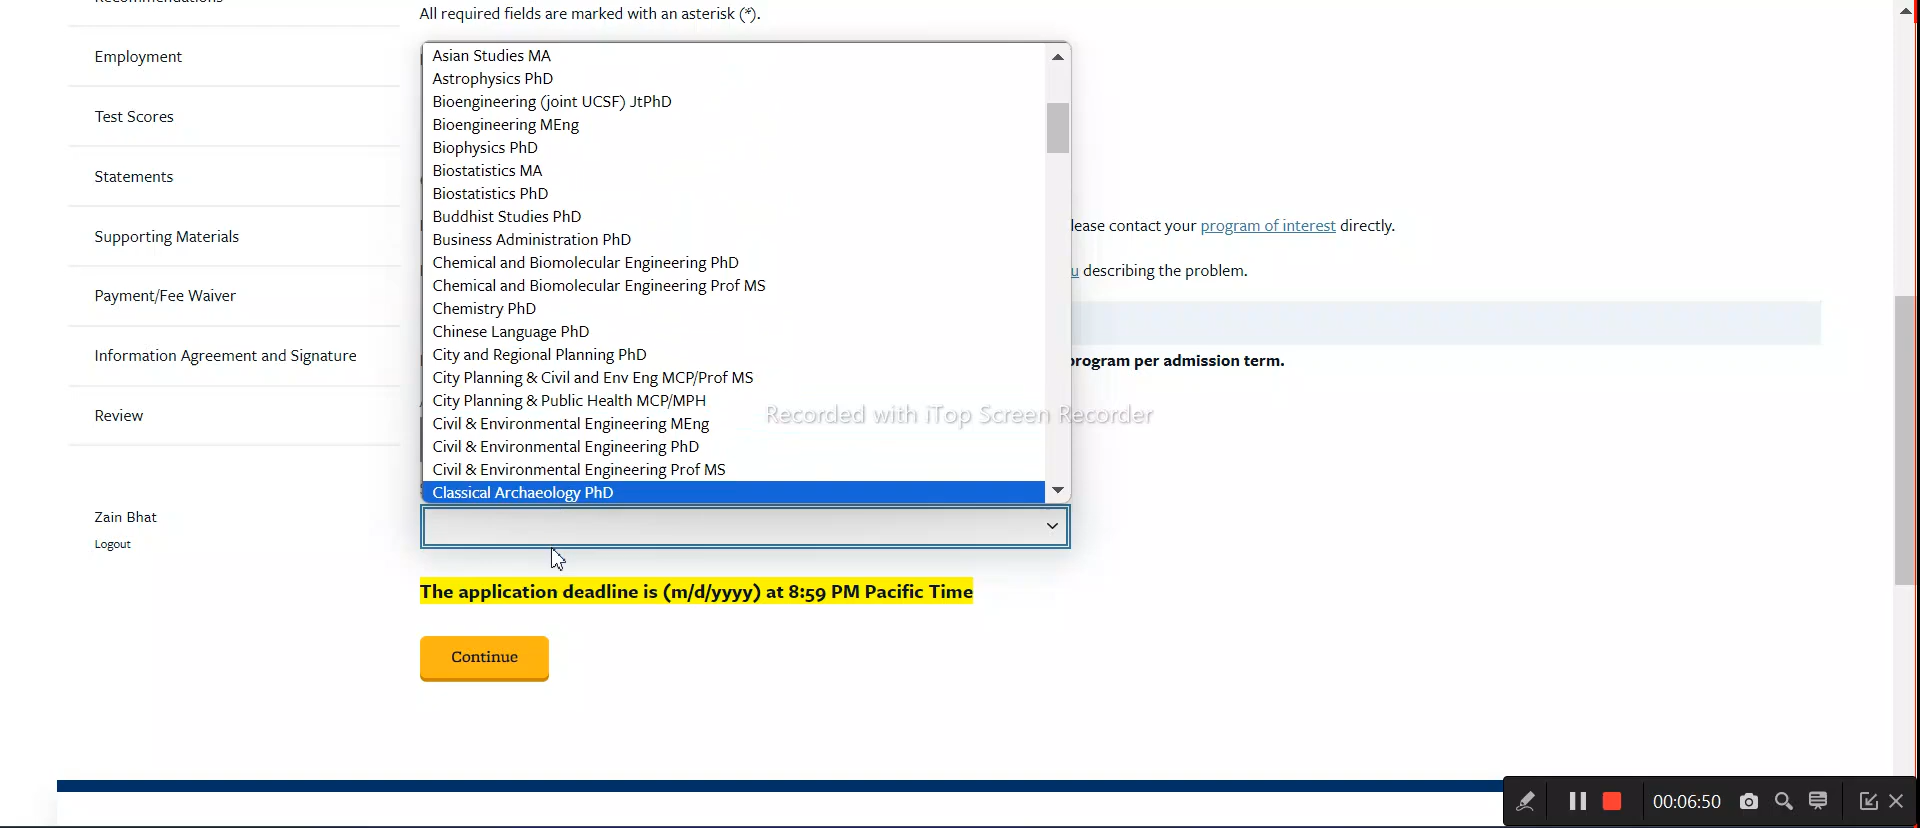 All required fields are marked with an asterisk (*).
Employment
Test Scores
Statements
Supporting Materials
Payment/Fee Waiver
Information Agreement and Signature
Review
Zain Bhat
Logout
Asian Studies MA
Astrophysics PhD
Bioengineering (joint UCSF) JtPhD
Bioengineering MEng
Biophysics PhD
Biostatistics MA
Biostatistics PhD
Buddhist Studies PhD
Business Administration PhD
Chemical and Biomolecular Engineering PhD
Chemical and Biomolecular Engineering Prof MS
Chemistry PhD
Chinese Language PhD
City and Regional Planning PhD
City Planning & Civil and Env Eng MCP/Prof MS
City Planning & Public Health MCP/MPH
Civil & Environmental Engineering MEng
Civil & Environmental Engineering PhD
Civil & Environmental Engineering Prof MS
Classical Archaeology PhD
lease contact your program of interest directly.
u describing the problem.
program per admission term.
Recorded with iTop Screen Recorder
The application deadline is (m/d/yyyy) at 8:59 PM Pacific Time
Continue
00:06:50